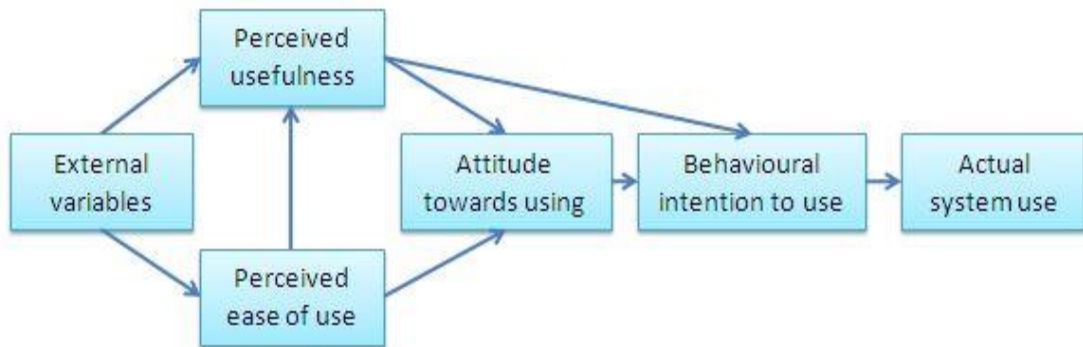 Perceived
usefulness
External
variables
Perceived
ease of use
Attitude
towards using
Behavioural
intention to use
Actual
system use